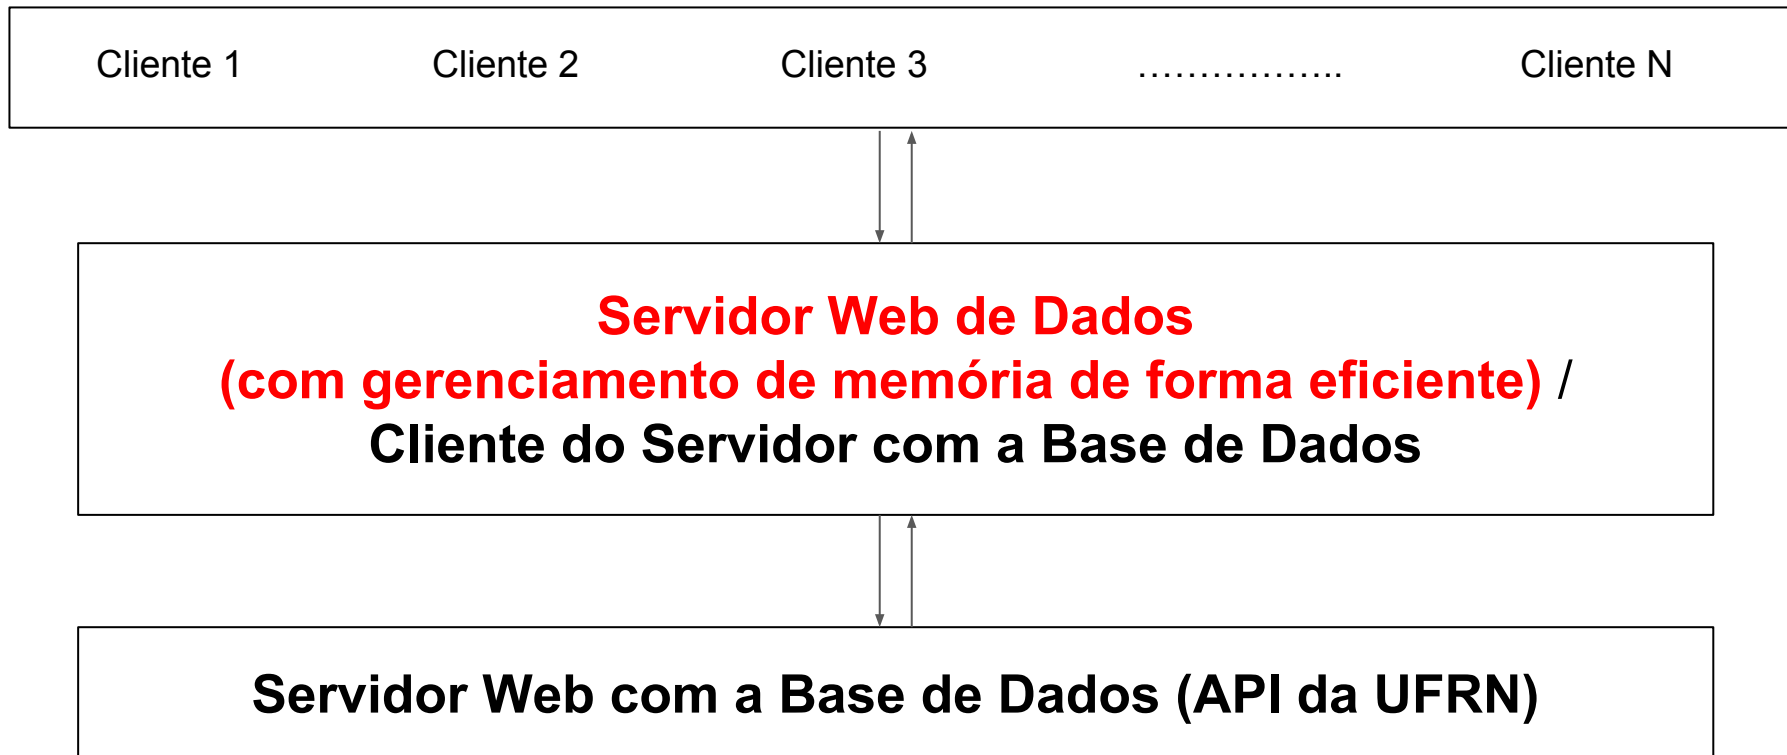 Cliente 1 Cliente 2 Cliente 3 ……………... Cliente N
Servidor Web de Dados
(com gerenciamento de memória de forma eficiente) /
Cliente do Servidor com a Base de Dados
Servidor Web com a Base de Dados (API da UFRN)